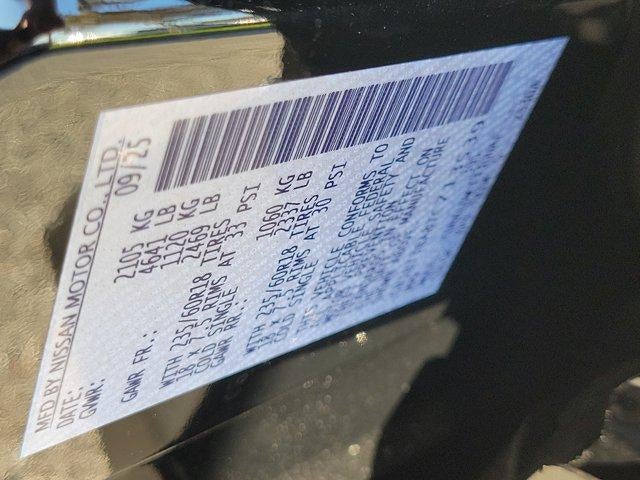 MFD BY NISSAN MOTOR CO., LTD.
DATE: 09/25
GVWR: 2105 KG
4641 LB
GAWR FR.: 1120 KG
2469 LB
WITH 235/60R18 TIRES
18 X 7.5 RIMS AT 33 PSI
COLD SINGLE
GAWR RR.: 1060 KG
2337 LB
WITH 235/60R18 TIRES
18 X 7.5 RIMS AT 30 PSI
COLD SINGLE
THIS VEHICLE CONFORMS TO
ALL APPLICABLE FEDERAL
SAFETY AND
EFFECT ON
MANUFACTURE